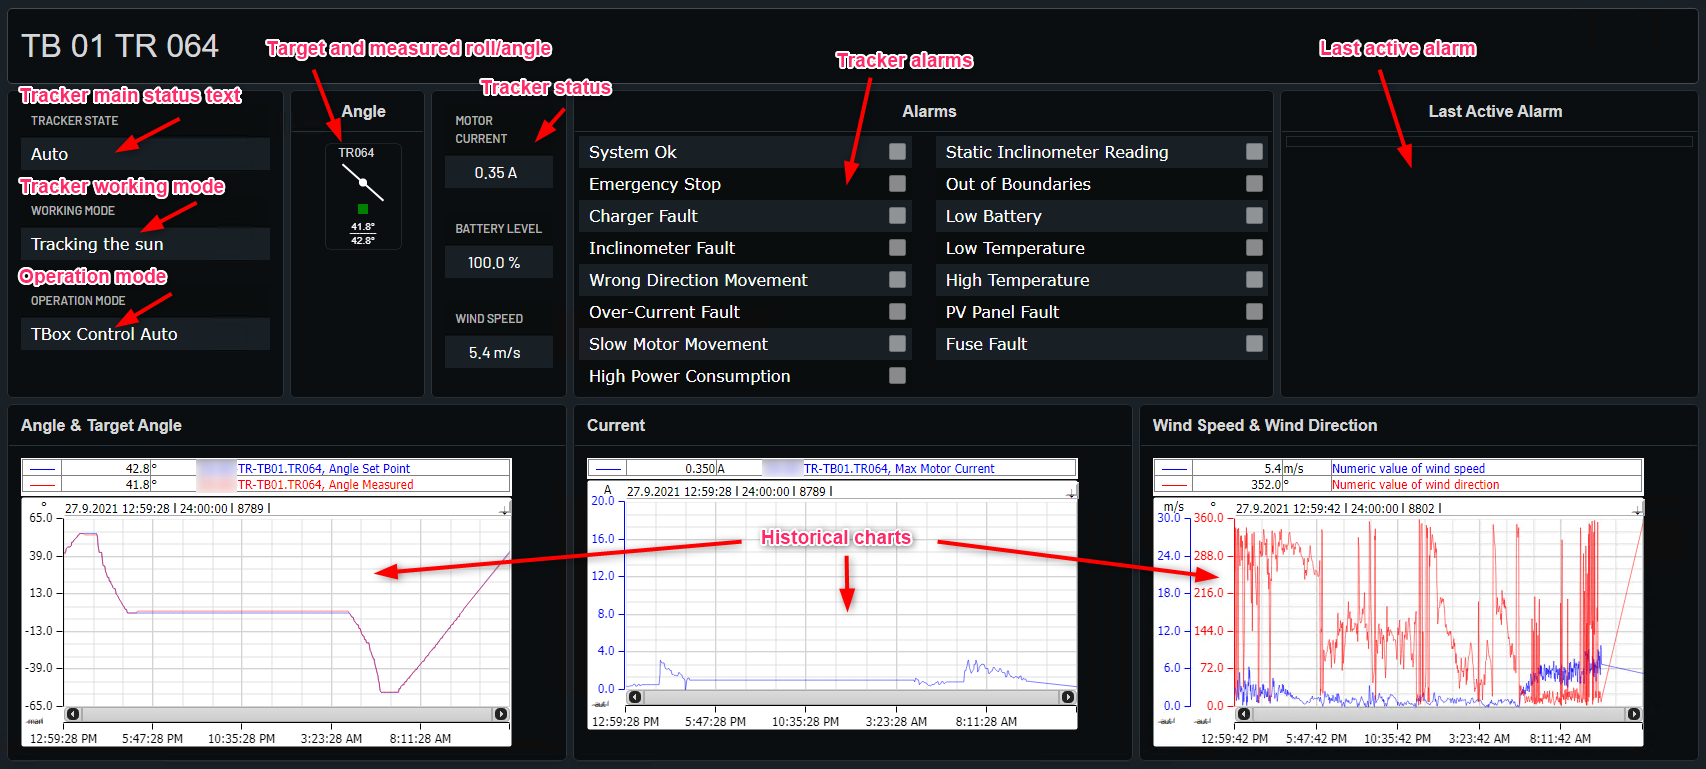 TB 01 TR 064
Target and measured roll/angle
Tracker status
Tracker alarms
Last active alarm
Tracker main status text
TRACKER STATE
Auto
Tracker working mode
WORKING MODE
Tracking the sun
Operation mode
OPERATION MODE
TBox Control Auto
Angle
TR064
41.8°
42.8°
MOTOR
CURRENT
0.35 A
BATTERY LEVEL
100.0 %
WIND SPEED
5.4 m/s
Alarms
System Ok
Emergency Stop
Charger Fault
Inclinometer Fault
Wrong Direction Movement
Over-Current Fault
Slow Motor Movement
High Power Consumption
Static Inclinometer Reading
Out of Boundaries
Low Battery
Low Temperature
High Temperature
PV Panel Fault
Fuse Fault
Last Active Alarm
Angle & Target Angle
42.8° TR-TB01.TR064, Angle Set Point
41.8° TR-TB01.TR064, Angle Measured
° 27.9.2021 12:59:28 | 24:00:00 | 8789 |
65.0
39.0
13.0
-13.0
-39.0
-65.0
man
12:59:28 PM 5:47:28 PM 10:35:28 PM 3:23:28 AM 8:11:28 AM
Current
0.350 A TR-TB01.TR064, Max Motor Current
A 27.9.2021 12:59:28 | 24:00:00 | 8789 |
20.0
16.0
12.0
8.0
4.0
0.0
aut
12:59:28 PM 5:47:28 PM 10:35:28 PM 3:23:28 AM 8:11:28 AM
Historical charts
Wind Speed & Wind Direction
5.4 m/s Numeric value of wind speed
352.0 ° Numeric value of wind direction
m/s ° 27.9.2021 12:59:42 | 24:00:00 | 8802 |
30.0 360.0
24.0 288.0
18.0 216.0
12.0 144.0
6.0 72.0
0.0 0.0
aut aut
12:59:42 PM 5:47:42 PM 10:35:42 PM 3:23:42 AM 8:11:42 AM